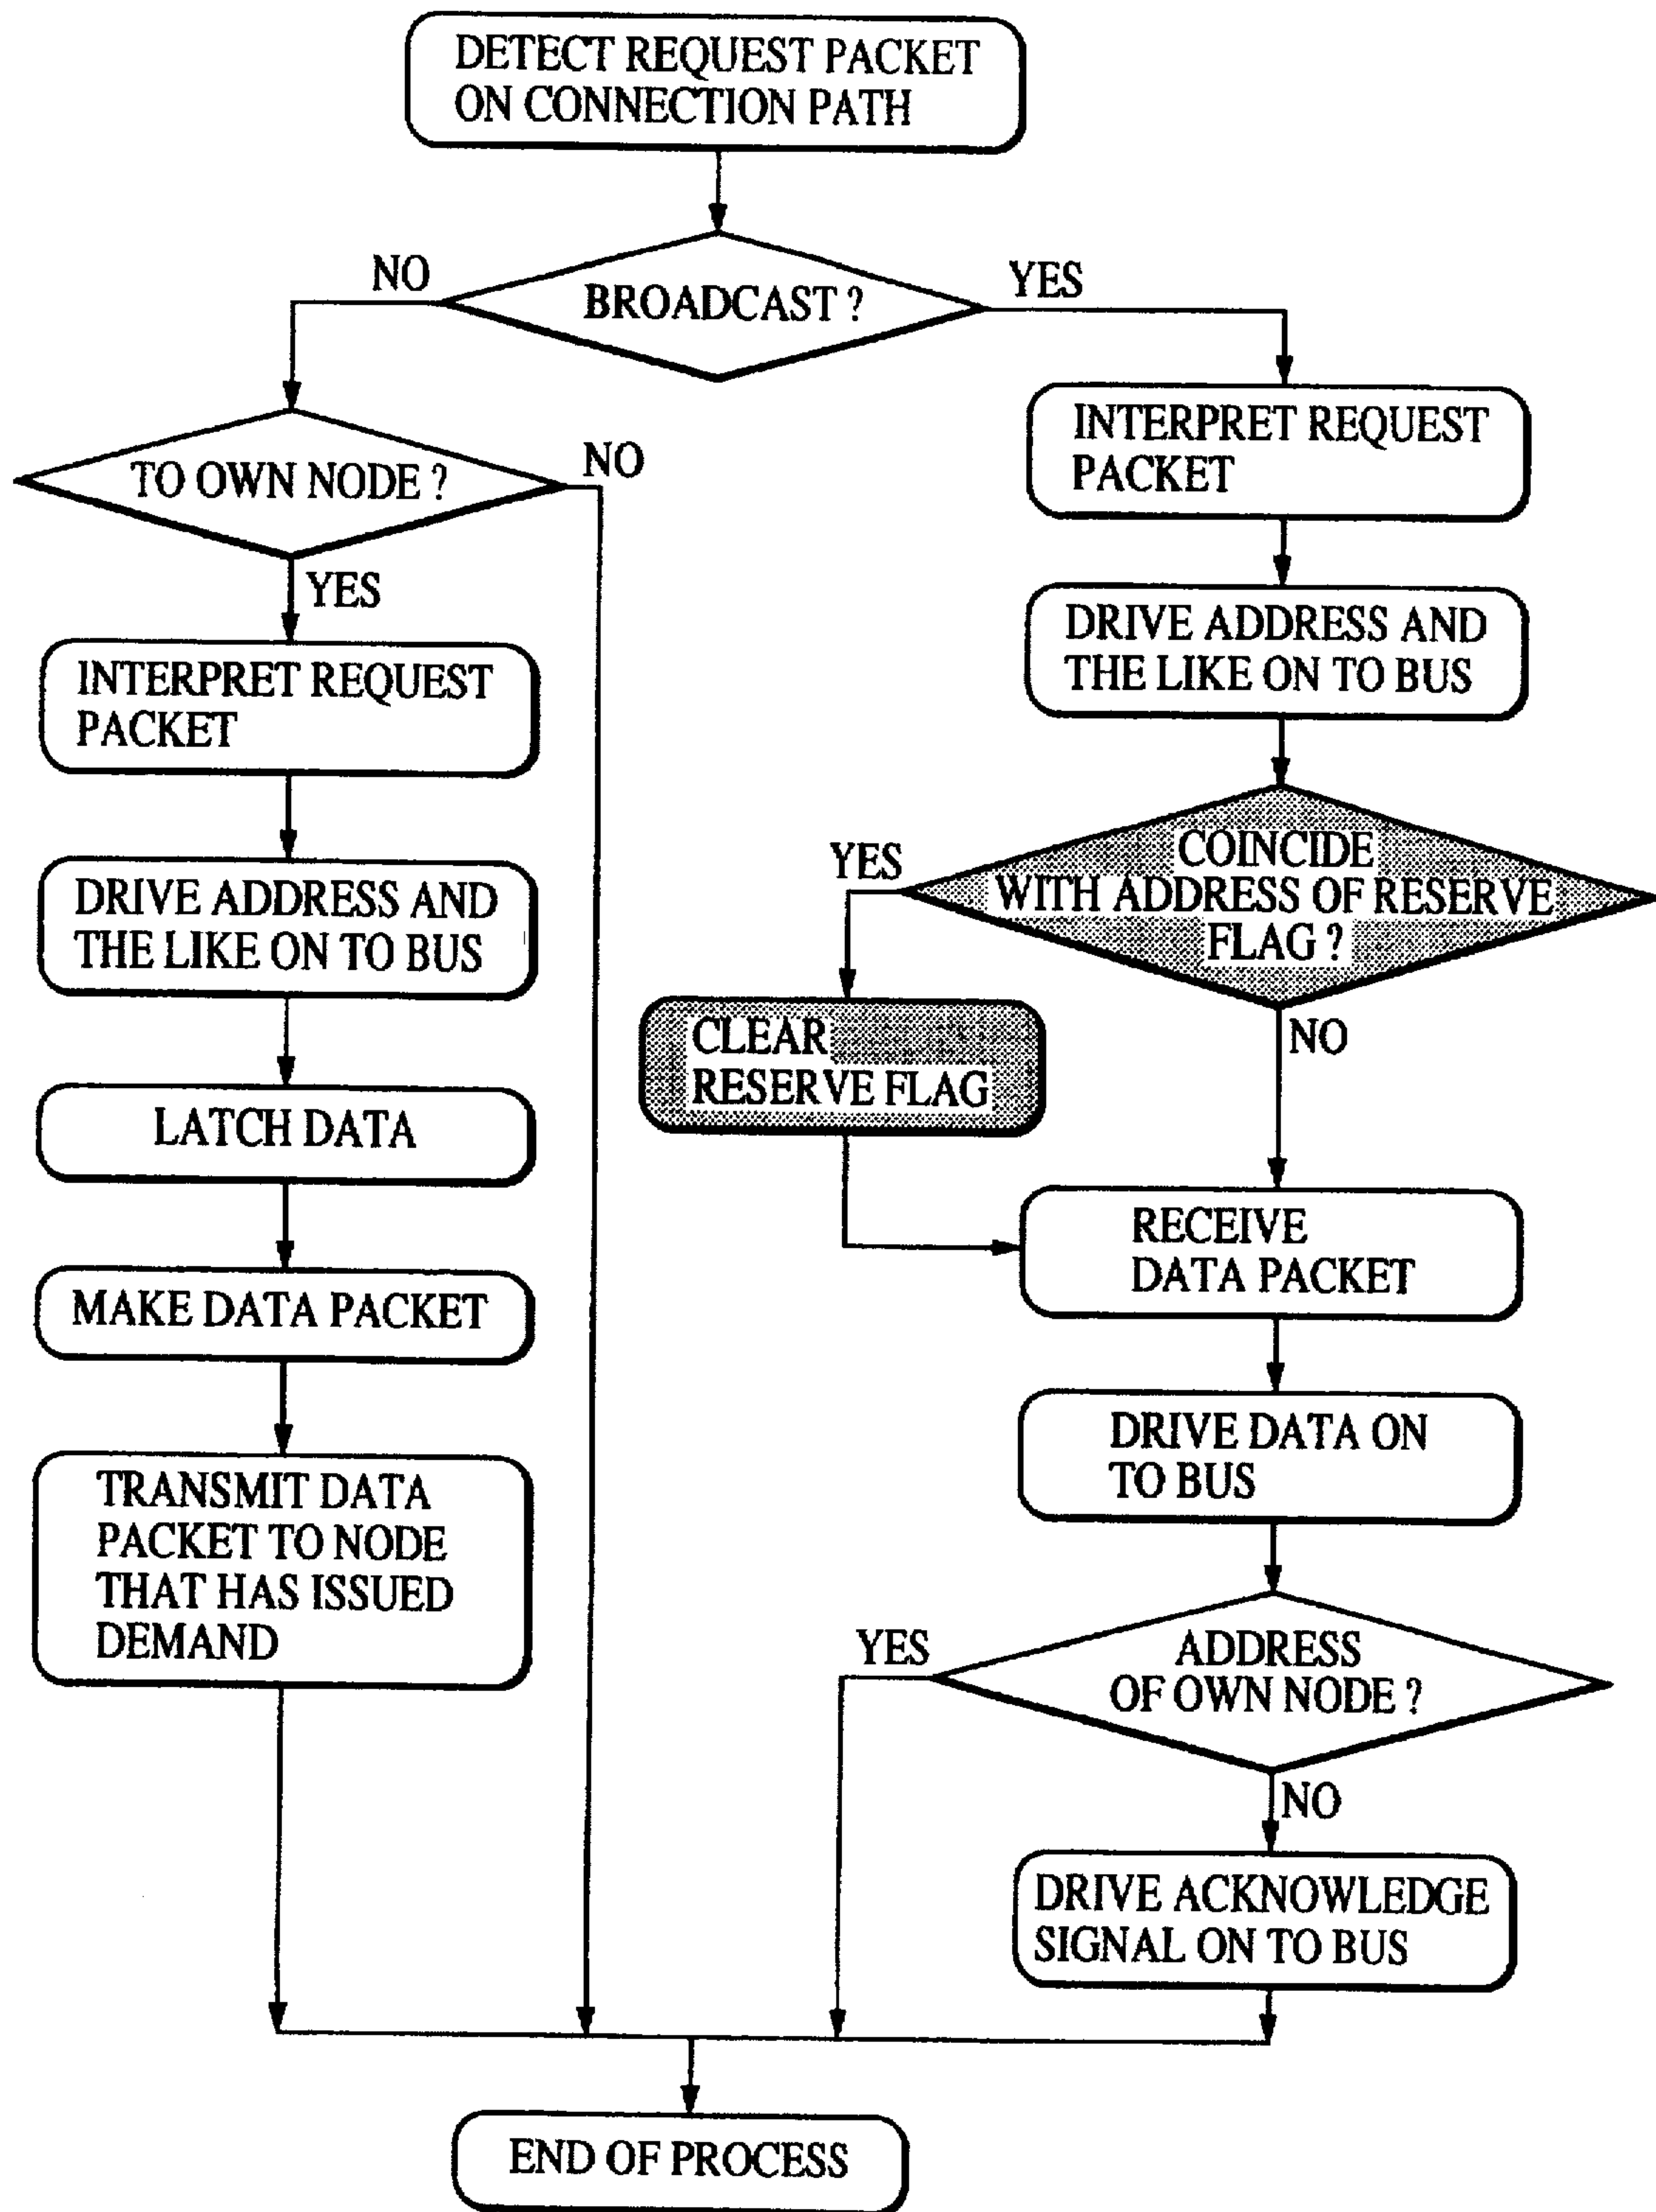 DETECT REQUEST PACKET
ON CONNECTION PATH
BROADCAST ?
NO
YES
TO OWN NODE ?
NO
YES
INTERPRET REQUEST
PACKET
DRIVE ADDRESS AND
THE LIKE ON TO BUS
LATCH DATA
MAKE DATA PACKET
TRANSMIT DATA
PACKET TO NODE
THAT HAS ISSUED
DEMAND
INTERPRET REQUEST
PACKET
DRIVE ADDRESS AND
THE LIKE ON TO BUS
COINCIDE
WITH ADDRESS OF RESERVE
FLAG ?
YES
NO
CLEAR
RESERVE FLAG
RECEIVE
DATA PACKET
DRIVE DATA ON
TO BUS
ADDRESS
OF OWN NODE ?
YES
NO
DRIVE ACKNOWLEDGE
SIGNAL ON TO BUS
END OF PROCESS